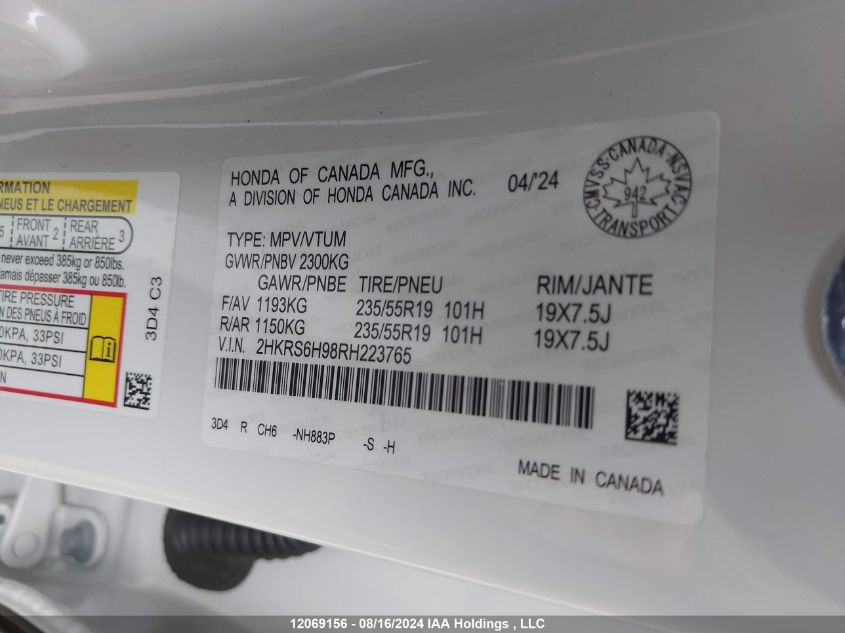 RMATION
NEUS ET LE CHARGEMENT
5 FRONT AVANT 2 REAR ARRIÈRE 3
never exceed 385kg or 850lbs.
jamais dépasser 385kg ou 850lb.
TIRE PRESSURE
ON DES PNEUS À FROID
0KPA, 33PSI
0KPA, 33PSI
N
3D4 C3
HONDA OF CANADA MFG.,
A DIVISION OF HONDA CANADA INC. 04/'24
CMVSS-CANADA-NSVAC
942
TRANSPORT
TYPE: MPV/VTUM
GVWR/PNBV 2300KG
GAWR/PNBE TIRE/PNEU RIM/JANTE
F/AV 1193KG 235/55R19 101H 19X7.5J
R/AR 1150KG 235/55R19 101H 19X7.5J
V.I.N. 2HKRS6H98RH223765
3D4 R CH6 -NH883P -S -H
MADE IN CANADA
12069156 - 08/16/2024 IAA Holdings , LLC